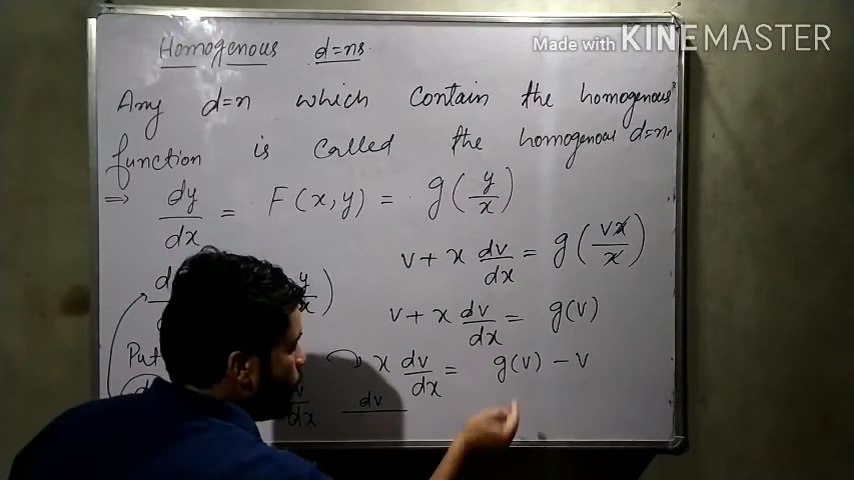 Made with KINEMASTER
Homogenous d=ns.
Any d=n which contain the homogenous
function is called the homogenous d=n.
⇒ dy/dx = F(x,y) = g(y/x)
v + x dv/dx = g(vx/x)
v + x dv/dx = g(v)
Put
x dv/dx = g(v) - v
dv